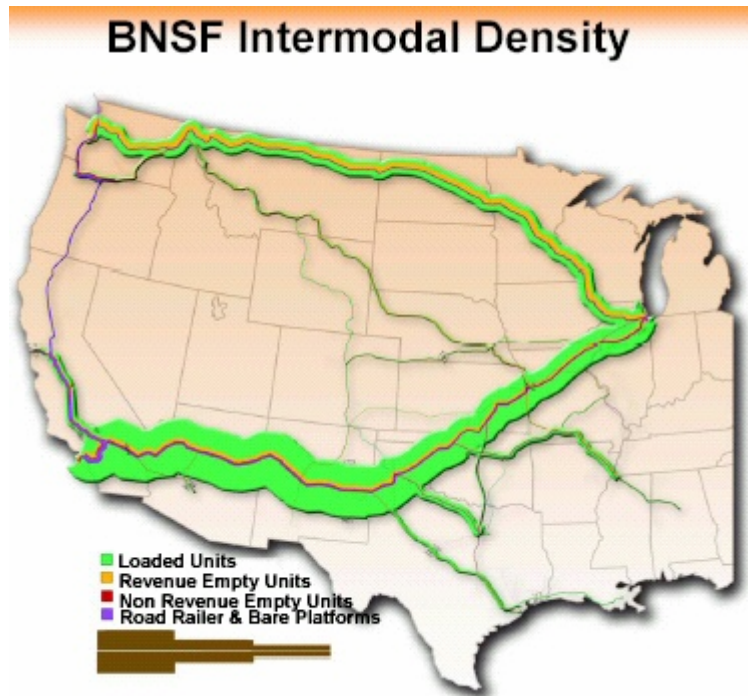 BNSF Intermodal Density
Loaded Units
Revenue Empty Units
Non Revenue Empty Units
Road Railer & Bare Platforms